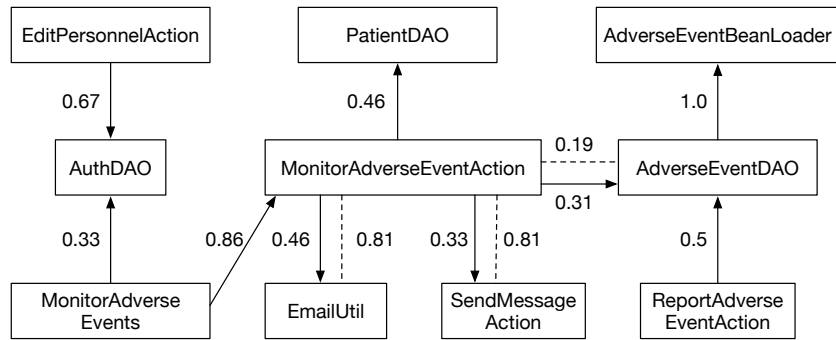 EditPersonnelAction
PatientDAO
AdverseEventBeanLoader
0.67
0.46
1.0
AuthDAO
MonitorAdverseEventAction
0.19
AdverseEventDAO
0.31
0.33
0.86
0.46
0.81
0.33
0.81
0.5
MonitorAdverse
Events
EmailUtil
SendMessage
Action
ReportAdverse
EventAction